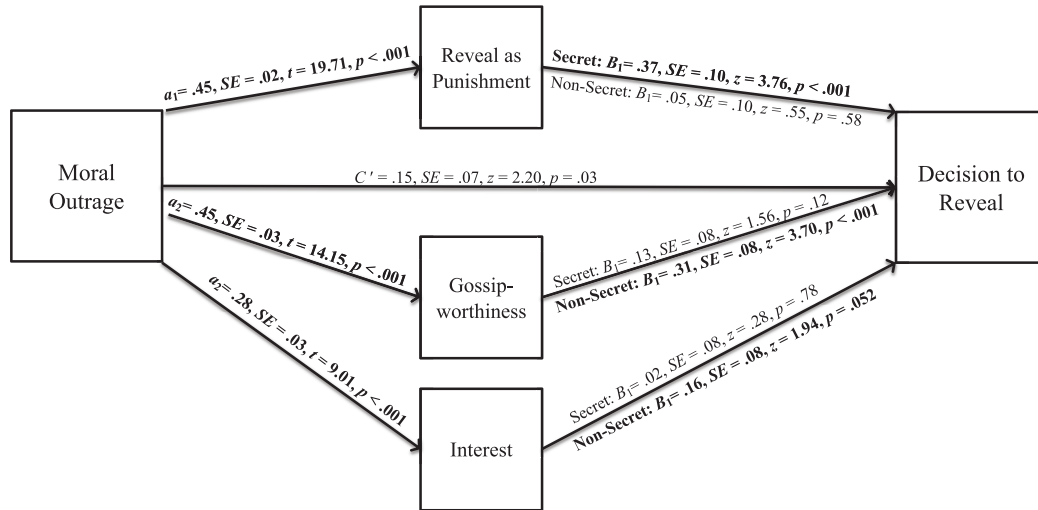 Moral
Outrage
a₁= .45, SE = .02, t = 19.71, p < .001
Reveal as
Punishment
Secret: B₁= .37, SE = .10, z = 3.76, p < .001
Non-Secret: B₁= .05, SE = .10, z = .55, p = .58
C' = .15, SE = .07, z = 2.20, p = .03
Decision to
Reveal
a₂= .45, SE = .03, t = 14.15, p < .001
Gossip-
worthiness
Secret: B₁= .13, SE = .08, z = 1.56, p = .12
Non-Secret: B₁= .31, SE = .08, z = 3.70, p < .001
a₂= .28, SE = .03, t = 9.01, p < .001
Interest
Secret: B₁= .02, SE = .08, z = .28, p = .78
Non-Secret: B₁= .16, SE = .08, z = 1.94, p = .052